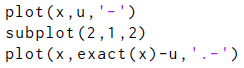 plot(x,u,'-')
subplot(2,1,2)
plot(x,exact(x)-u,'.-')